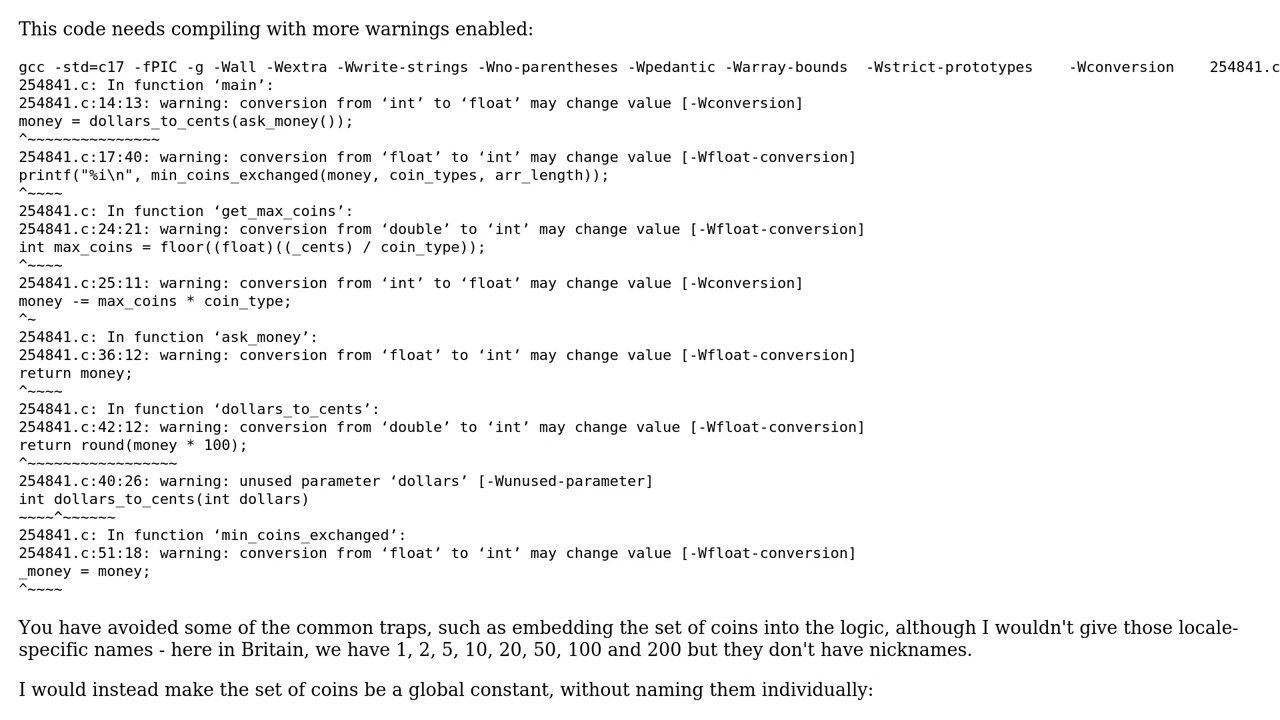 This code needs compiling with more warnings enabled:
gcc -std=c17 -fPIC -g -Wall -Wextra -Wwrite-strings -Wno-parentheses -Wpedantic -Warray-bounds  -Wstrict-prototypes    -Wconversion    254841.c
254841.c: In function ‘main’:
254841.c:14:13: warning: conversion from ‘int’ to ‘float’ may change value [-Wconversion]
money = dollars_to_cents(ask_money());
^~~~~~~~~~~~~~~~
254841.c:17:40: warning: conversion from ‘float’ to ‘int’ may change value [-Wfloat-conversion]
printf("%i\n", min_coins_exchanged(money, coin_types, arr_length));
^~~~~
254841.c: In function ‘get_max_coins’:
254841.c:24:21: warning: conversion from ‘double’ to ‘int’ may change value [-Wfloat-conversion]
int max_coins = floor((float)((_cents) / coin_type));
^~~~~
254841.c:25:11: warning: conversion from ‘int’ to ‘float’ may change value [-Wconversion]
money -= max_coins * coin_type;
^~
254841.c: In function ‘ask_money’:
254841.c:36:12: warning: conversion from ‘float’ to ‘int’ may change value [-Wfloat-conversion]
return money;
^~~~~
254841.c: In function ‘dollars_to_cents’:
254841.c:42:12: warning: conversion from ‘double’ to ‘int’ may change value [-Wfloat-conversion]
return round(money * 100);
^~~~~~~~~~~~~~~~~~
254841.c:40:26: warning: unused parameter ‘dollars’ [-Wunused-parameter]
int dollars_to_cents(int dollars)
~~~~^~~~~~~
254841.c: In function ‘min_coins_exchanged’:
254841.c:51:18: warning: conversion from ‘float’ to ‘int’ may change value [-Wfloat-conversion]
_money = money;
^~~~~
You have avoided some of the common traps, such as embedding the set of coins into the logic, although I wouldn't give those locale-
specific names - here in Britain, we have 1, 2, 5, 10, 20, 50, 100 and 200 but they don't have nicknames.
I would instead make the set of coins be a global constant, without naming them individually: